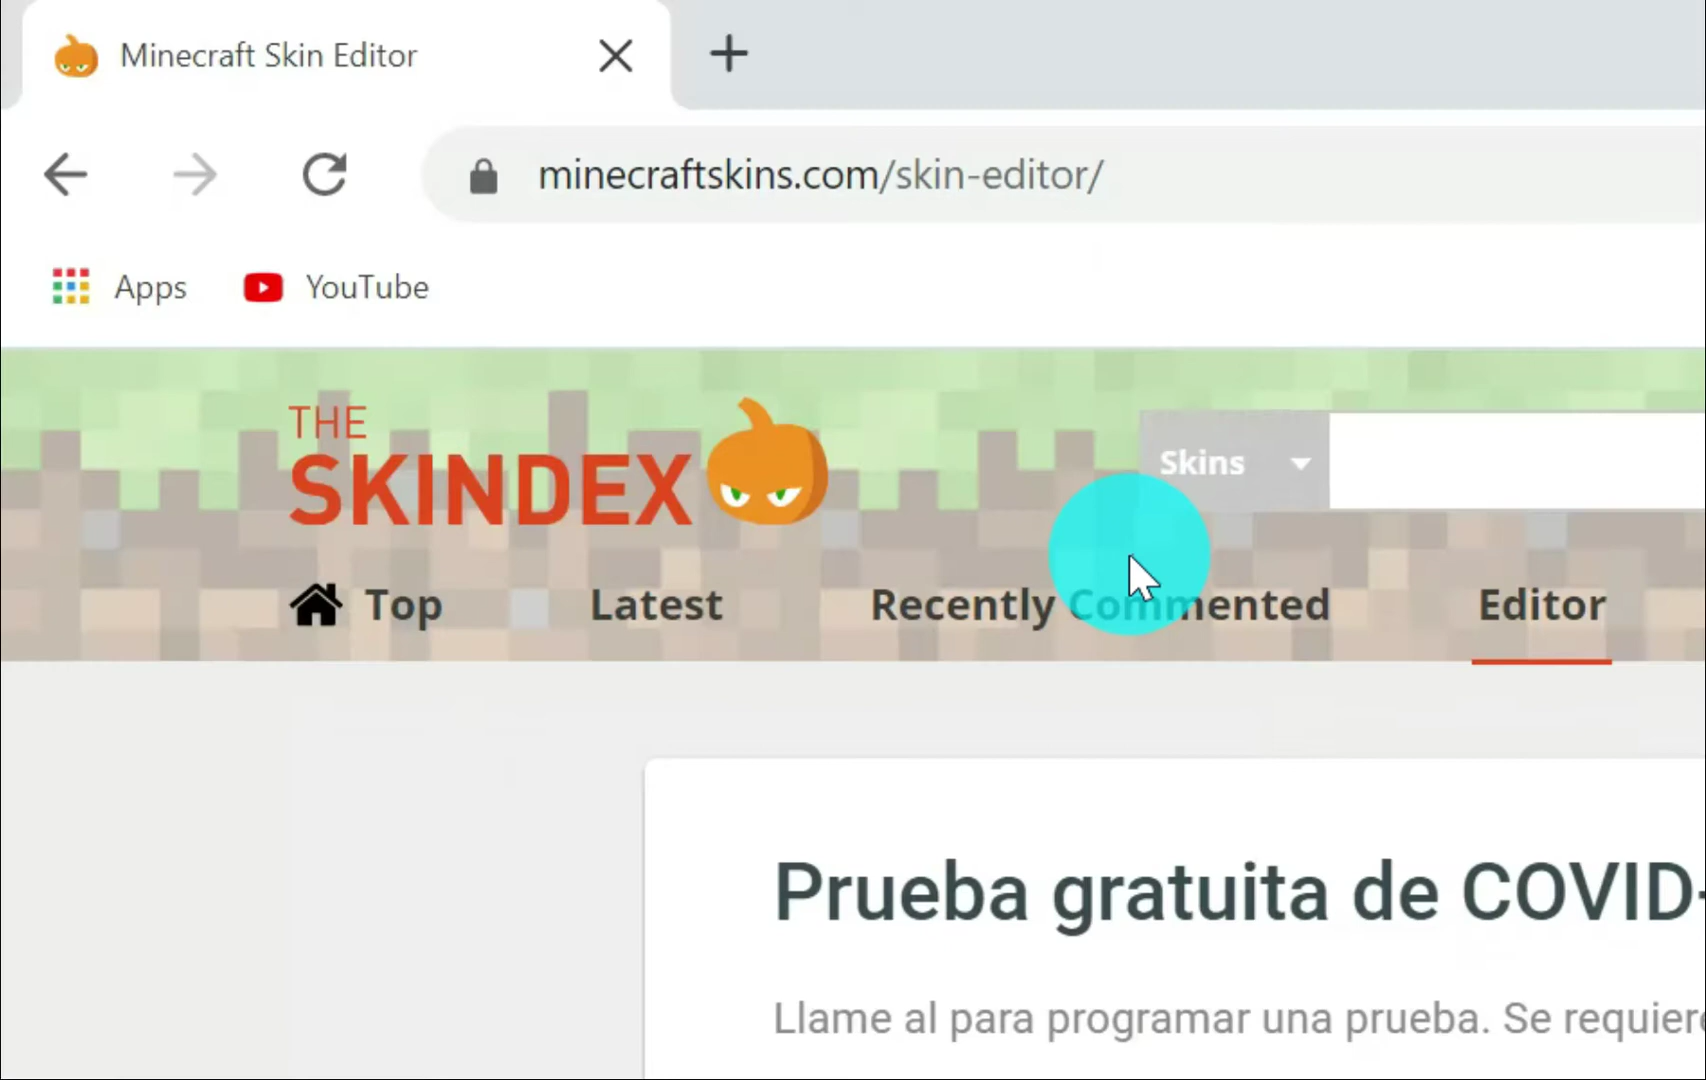 Minecraft Skin Editor
minecraftskins.com/skin-editor/
Apps YouTube
THE
SKINDEX
Skins
Top Latest Recently Commented Editor
Prueba gratuita de COVID-
Llame al para programar una prueba. Se requiere